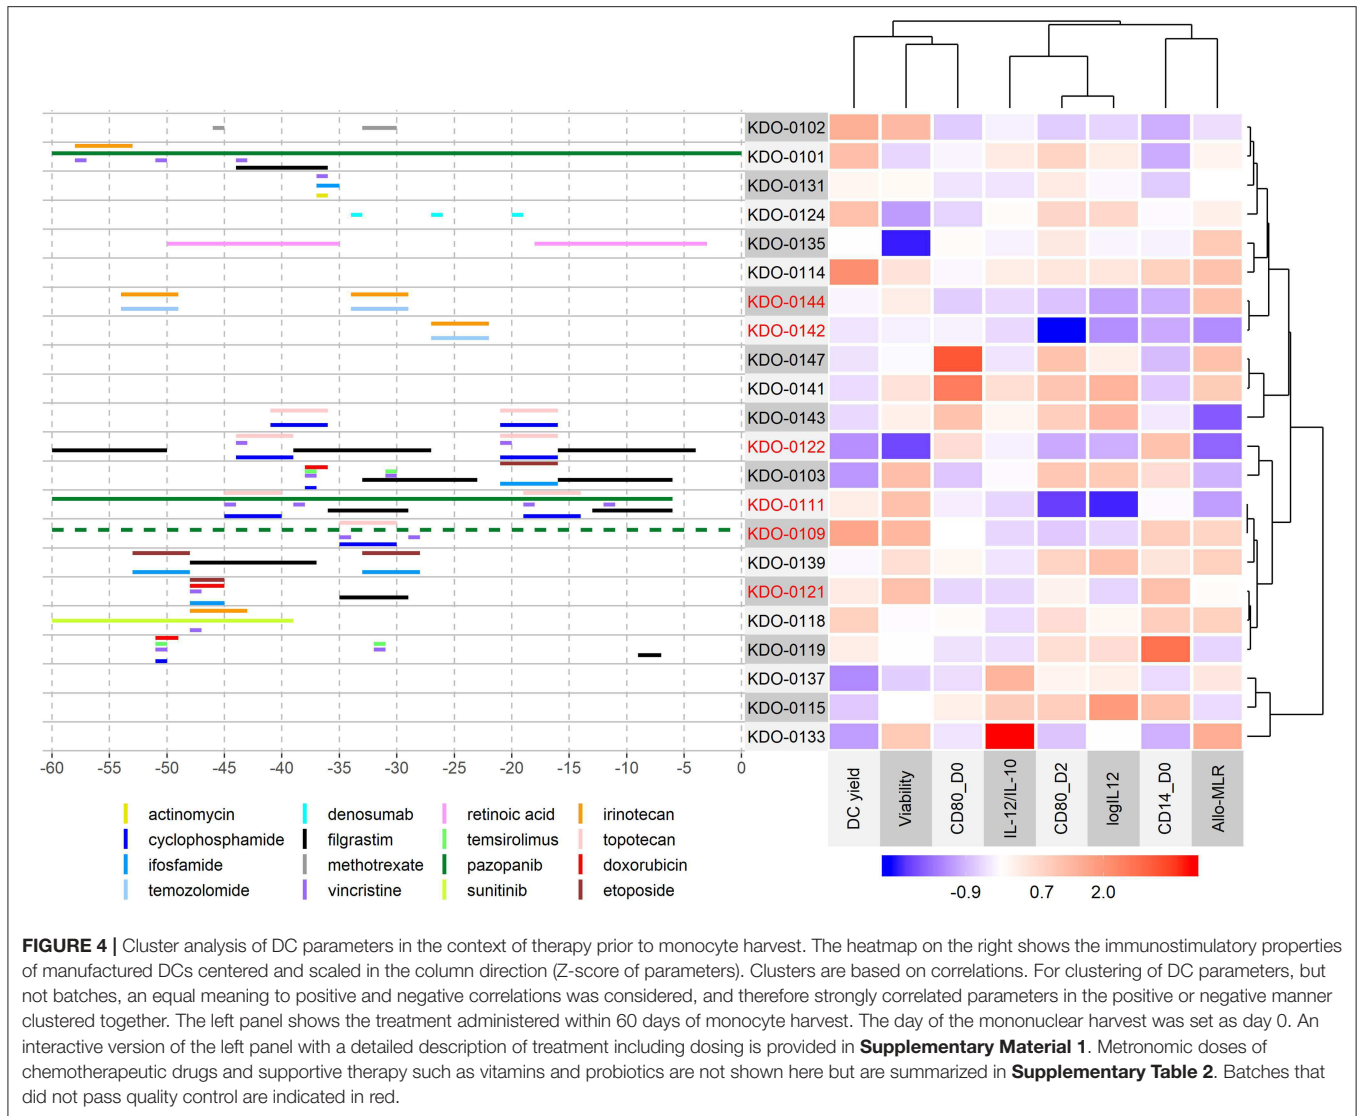 KDO-0102
KDO-0101
KDO-0131
KDO-0124
KDO-0135
KDO-0114
KDO-0144
KDO-0142
KDO-0147
KDO-0141
KDO-0143
KDO-0122
KDO-0103
KDO-0111
KDO-0109
KDO-0139
KDO-0121
KDO-0118
KDO-0119
KDO-0137
KDO-0115
KDO-0133
-60 -55 -50 -45 -40 -35 -30 -25 -20 -15 -10 -5 0
DC yield
Viability
CD80_D0
IL-12/IL-10
CD80_D2
logIL12
CD14_D0
Allo-MLR
actinomycin denosumab retinoic acid irinotecan
cyclophosphamide filgrastim temsirolimus topotecan
ifosfamide methotrexate pazopanib doxorubicin
temozolomide vincristine sunitinib etoposide
-0.9 0.7 2.0
FIGURE 4 | Cluster analysis of DC parameters in the context of therapy prior to monocyte harvest. The heatmap on the right shows the immunostimulatory properties
of manufactured DCs centered and scaled in the column direction (Z-score of parameters). Clusters are based on correlations. For clustering of DC parameters, but
not batches, an equal meaning to positive and negative correlations was considered, and therefore strongly correlated parameters in the positive or negative manner
clustered together. The left panel shows the treatment administered within 60 days of monocyte harvest. The day of the mononuclear harvest was set as day 0. An
interactive version of the left panel with a detailed description of treatment including dosing is provided in Supplementary Material 1. Metronomic doses of
chemotherapeutic drugs and supportive therapy such as vitamins and probiotics are not shown here but are summarized in Supplementary Table 2. Batches that
did not pass quality control are indicated in red.